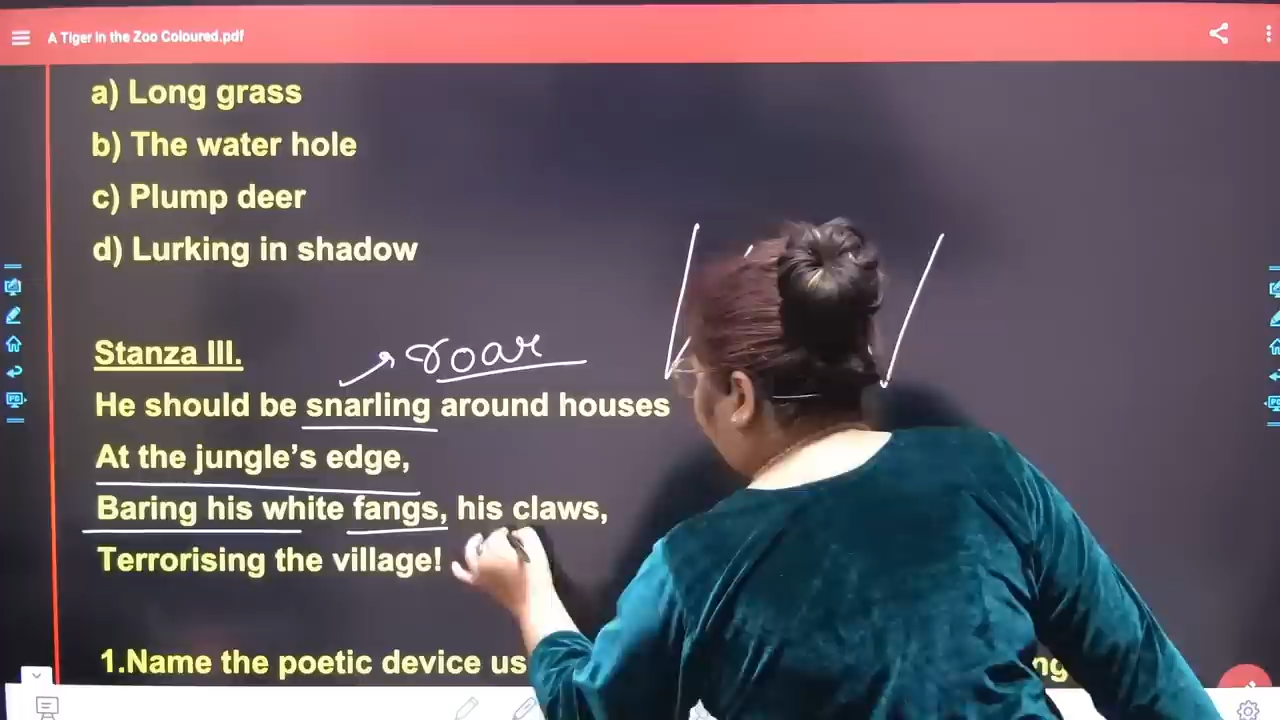 A Tiger in the Zoo Coloured.pdf
a) Long grass
b) The water hole
c) Plump deer
d) Lurking in shadow
Stanza III.
roar
He should be snarling around houses
At the jungle's edge,
Baring his white fangs, his claws,
Terrorising the village!
1.Name the poetic device us